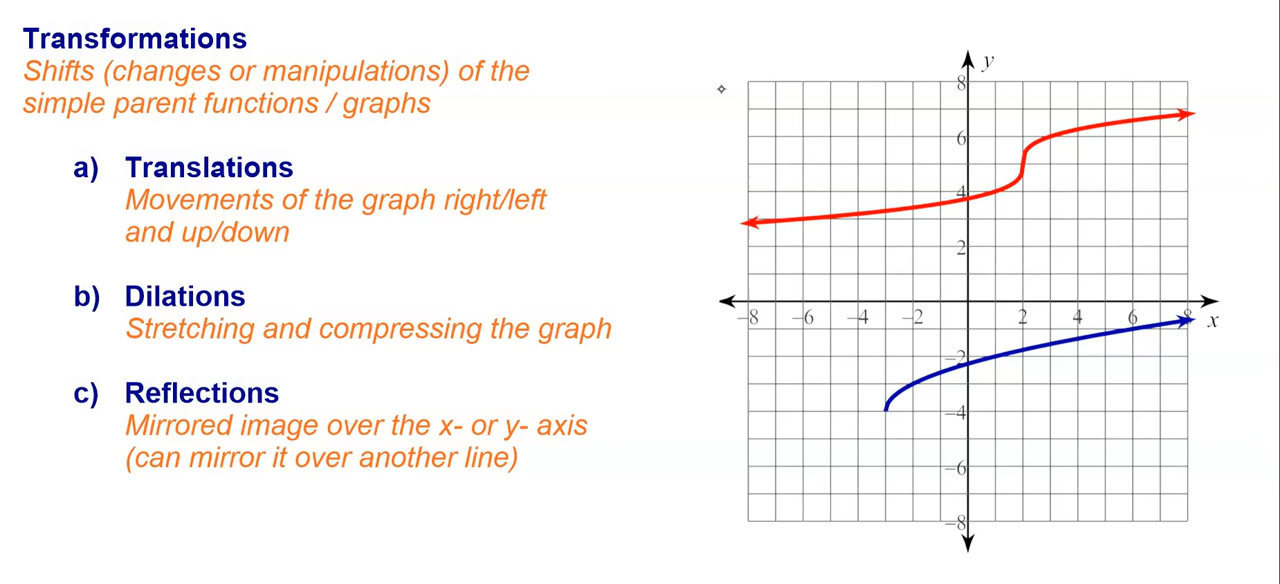 Transformations
Shifts (changes or manipulations) of the
simple parent functions / graphs
a) Translations
Movements of the graph right/left
and up/down
b) Dilations
Stretching and compressing the graph
c) Reflections
Mirrored image over the x- or y- axis
(can mirror it over another line)
y
8
6
4
2
−8 −6 −4 −2 2 4 6 8 x
−2
−4
−6
−8